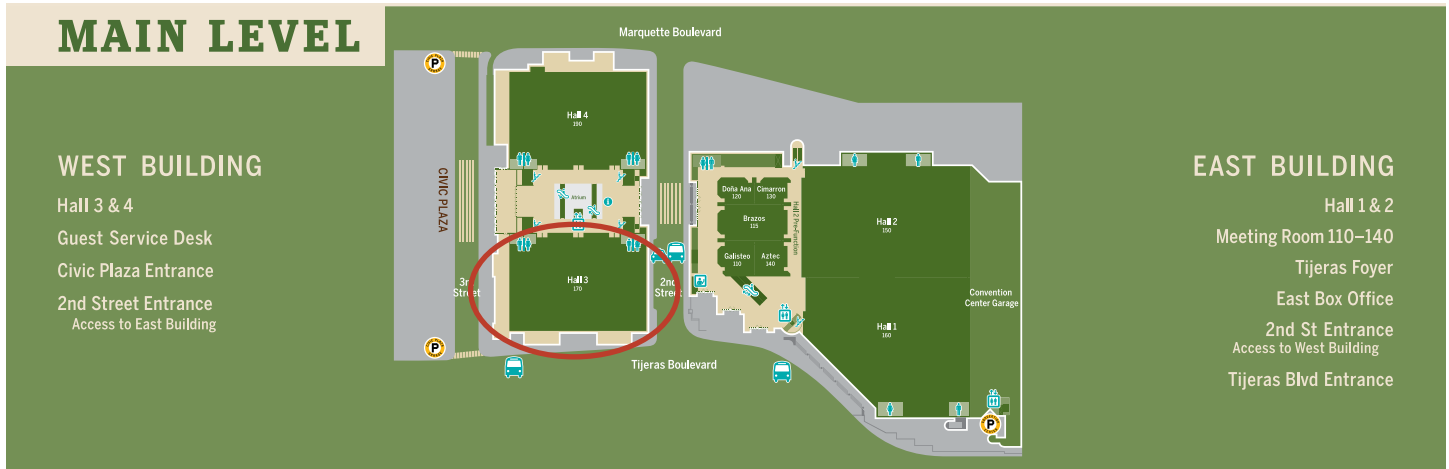 MAIN LEVEL
WEST BUILDING
Hall 3 & 4
Guest Service Desk
Civic Plaza Entrance
2nd Street Entrance
Access to East Building
Marquette Boulevard
P
CIVIC PLAZA
Hall 4
190
Atrium
i
Hall 3
170
3rd
Street
2nd
Street
P
Tijeras Boulevard
Doña Ana
120
Cimarron
130
Brazos
115
Galisteo
110
Aztec
140
Hall 2 Pre-Function
Hall 2
150
Hall 1
160
Convention
Center Garage
P
EAST BUILDING
Hall 1 & 2
Meeting Room 110–140
Tijeras Foyer
East Box Office
2nd St Entrance
Access to West Building
Tijeras Blvd Entrance